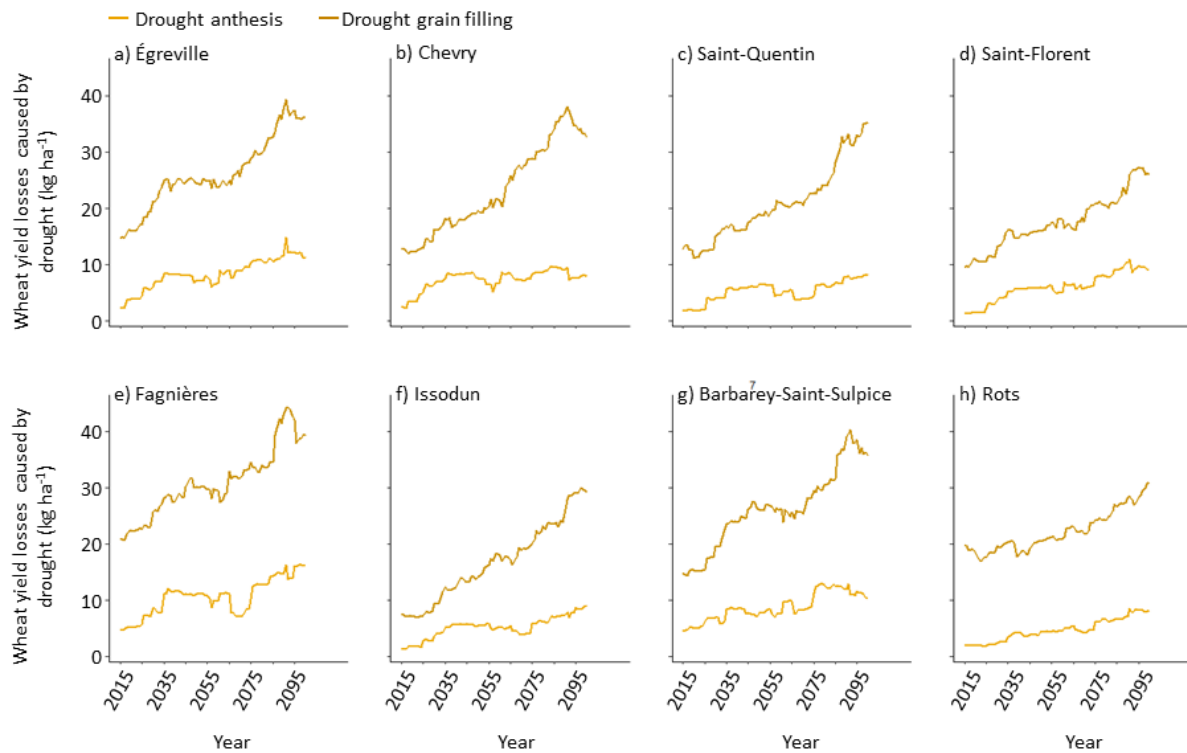 Drought anthesis
Drought grain filling
a) Égreville
b) Chevry
c) Saint-Quentin
d) Saint-Florent
Wheat yield losses caused by
drought (kg ha⁻¹)
40
30
20
10
0
e) Fagnières
f) Issodun
g) Barbarey-Saint-Sulpice
7
h) Rots
Wheat yield losses caused by
drought (kg ha⁻¹)
40
30
20
10
0
2015
2035
2055
2075
2095
2015
2035
2055
2075
2095
2015
2035
2055
2075
2095
2015
2035
2055
2075
2095
Year
Year
Year
Year